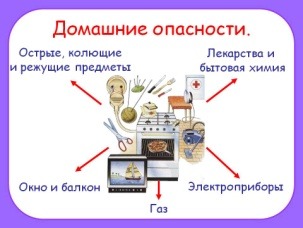 Домашние опасности.
Острые, колющие
и режущие предметы
Лекарства и
бытовая химия
Окно и балкон
Электроприборы
Газ